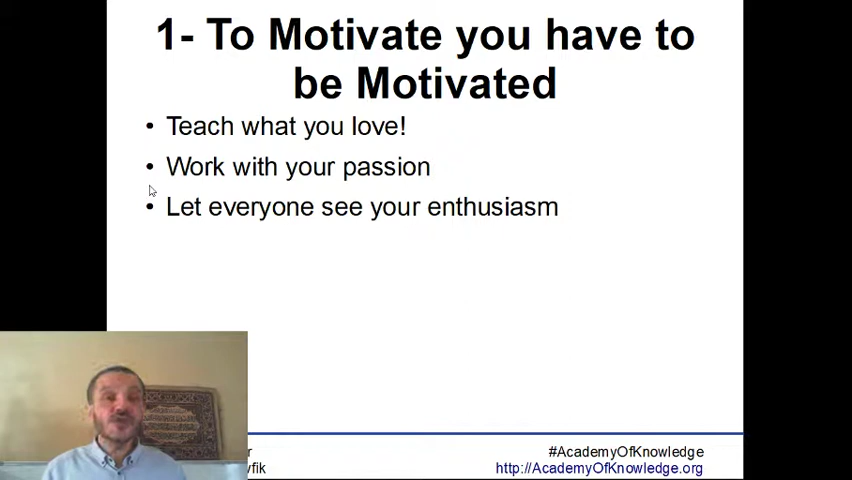 1- To Motivate you have to
be Motivated
• Teach what you love!
• Work with your passion
• Let everyone see your enthusiasm
#AcademyOfKnowledge
http://AcademyOfKnowledge.org